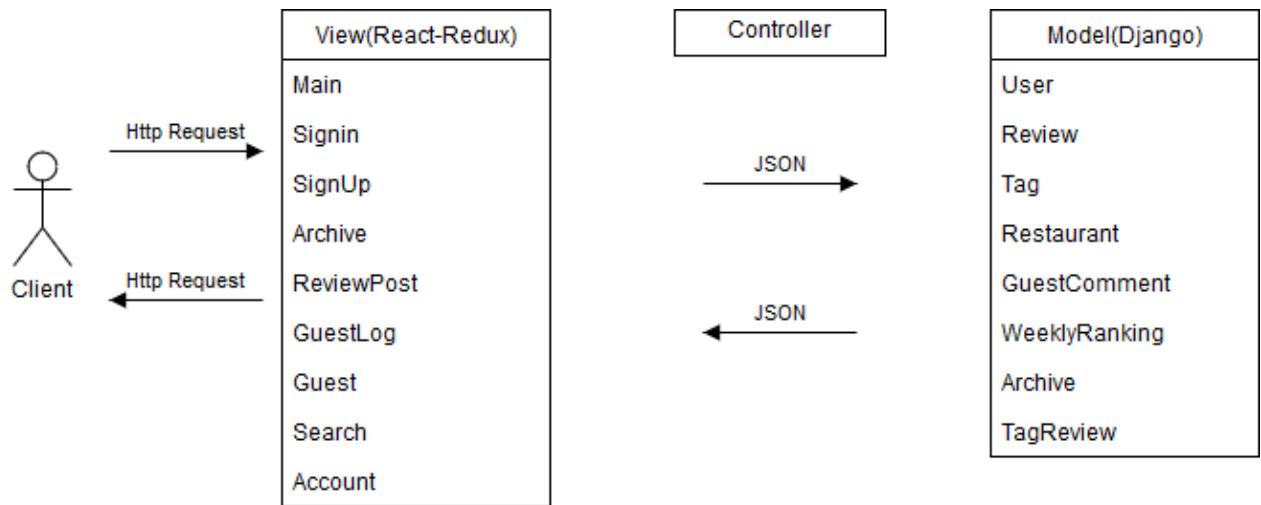 View(React-Redux)
Main
Signin
SignUp
Archive
ReviewPost
GuestLog
Guest
Search
Account
Http Request
Http Request
Client
Controller
JSON
JSON
Model(Django)
User
Review
Tag
Restaurant
GuestComment
WeeklyRanking
Archive
TagReview